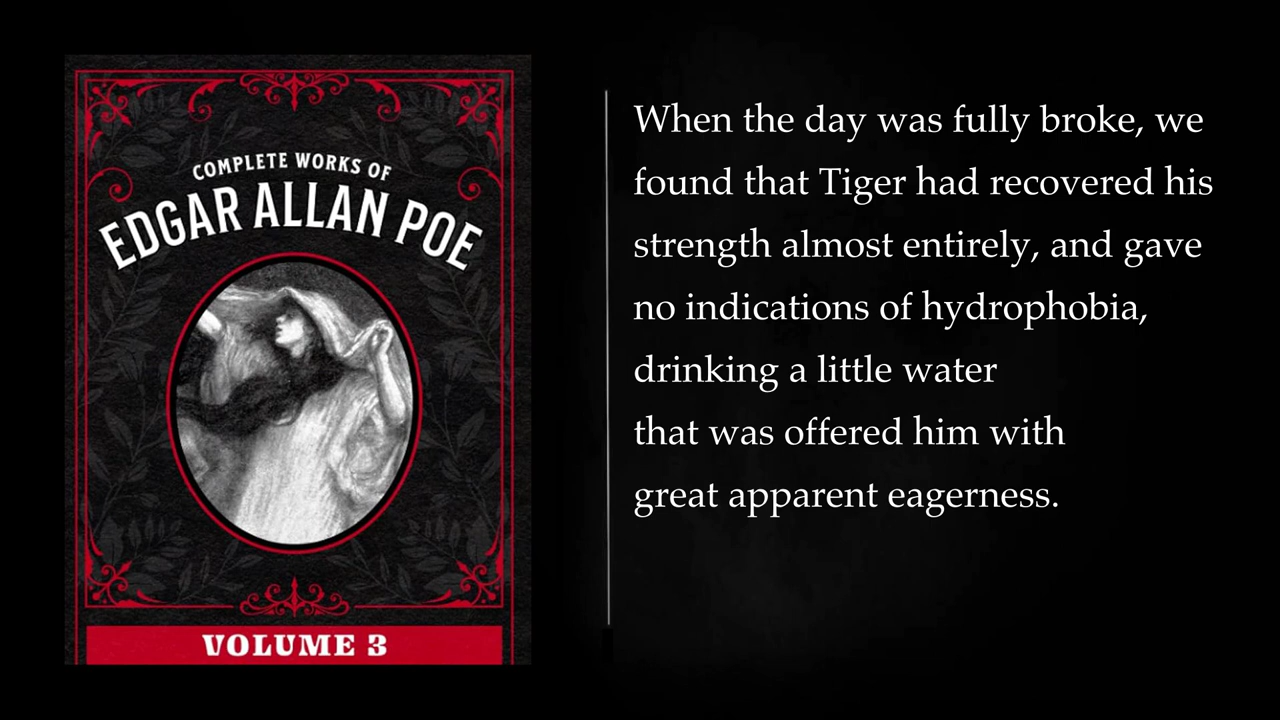 COMPLETE WORKS OF
EDGAR ALLAN POE
VOLUME 3
When the day was fully broke, we
found that Tiger had recovered his
strength almost entirely, and gave
no indications of hydrophobia,
drinking a little water
that was offered him with
great apparent eagerness.